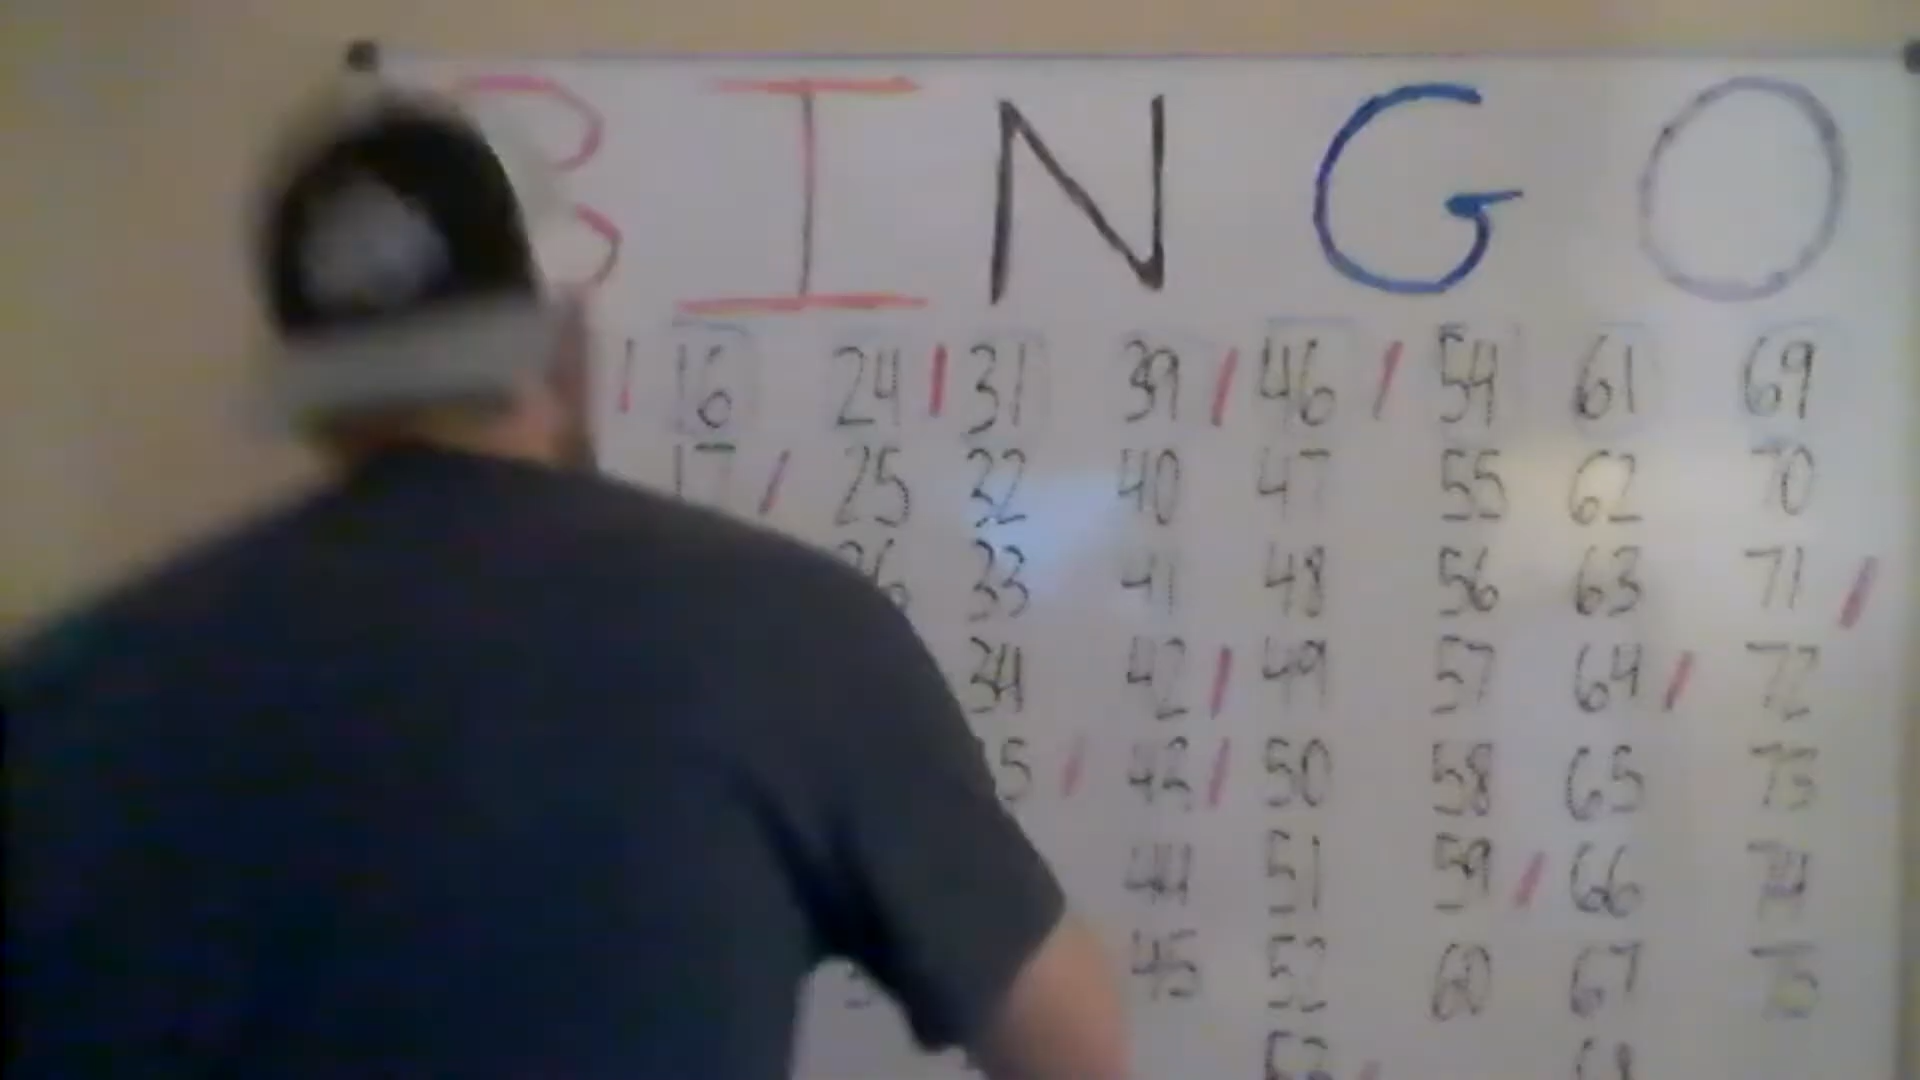 B I N G O
16 24 31 39 46 54 61 69
17 25 32 40 47 55 62 70
26 33 41 48 56 63 71
34 42 49 57 64 72
43 50 58 65 73
44 51 59 66 74
45 52 60 67 75
53